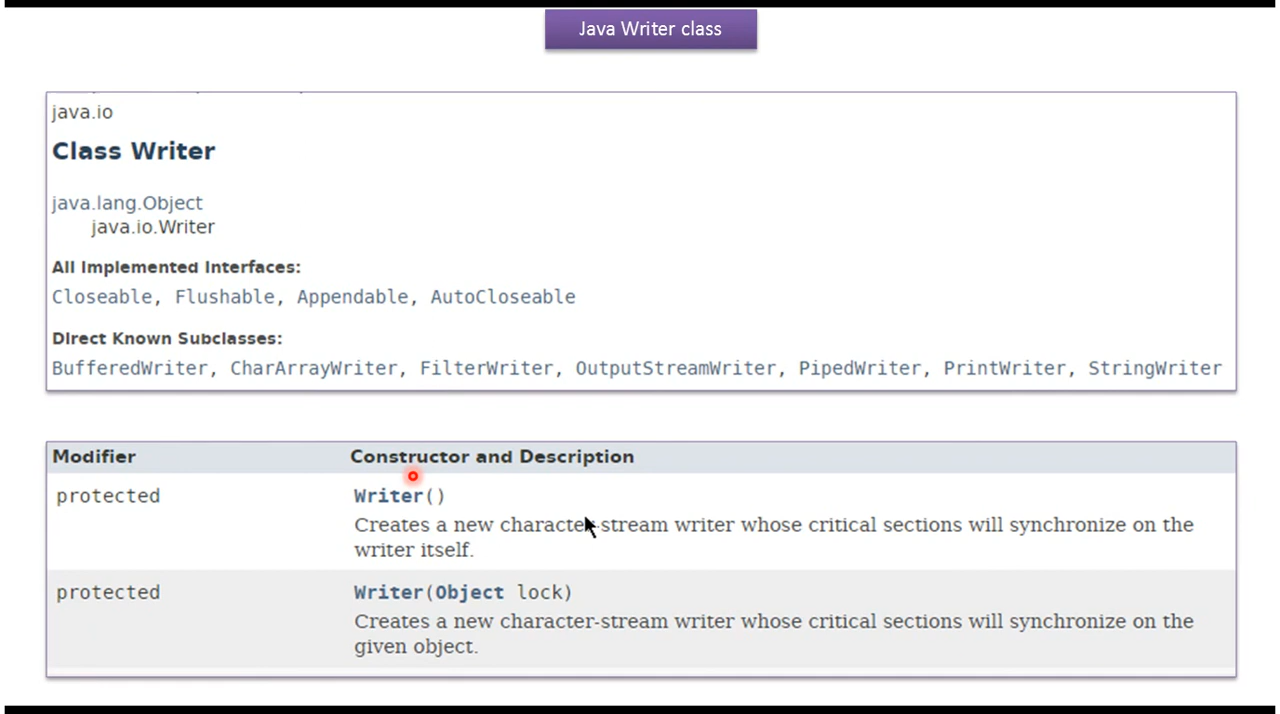 Java Writer class
java.io
Class Writer
java.lang.Object
java.io.Writer
All Implemented Interfaces:
Closeable, Flushable, Appendable, AutoCloseable
Direct Known Subclasses:
BufferedWriter, CharArrayWriter, FilterWriter, OutputStreamWriter, PipedWriter, PrintWriter, StringWriter
Modifier Constructor and Description
protected Writer()
Creates a new character-stream writer whose critical sections will synchronize on the
writer itself.
protected Writer(Object lock)
Creates a new character-stream writer whose critical sections will synchronize on the
given object.